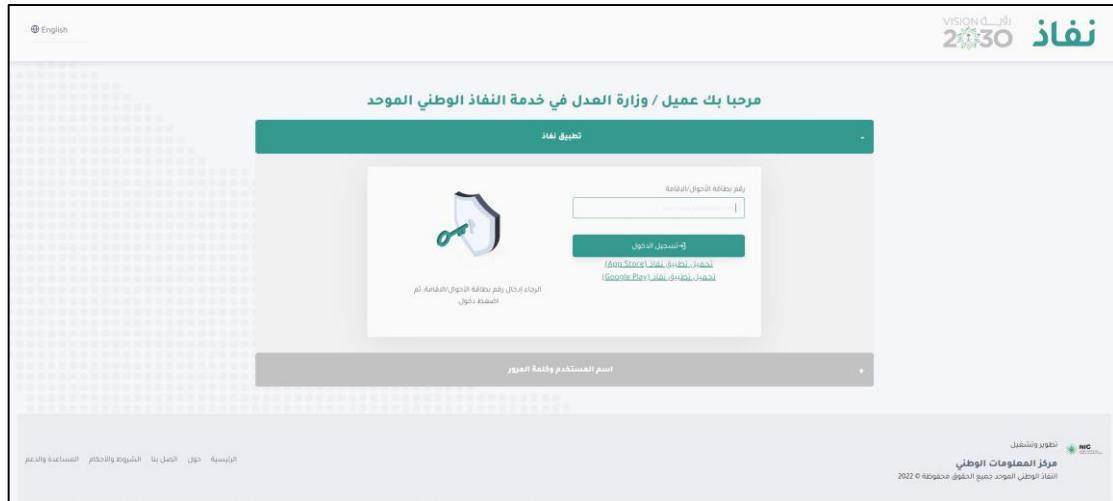 نفاذ
VISION رؤيـــة
2030
English
مرحبا بك عميل / وزارة العدل في خدمة النفاذ الوطني الموحد
تطبيق نفاذ
-
رقم بطاقة الأحوال/الاقامة
تسجيل الدخول
تحميل تطبيق نفاذ (App Store)
تحميل تطبيق نفاذ (Google Play)
الرجاء إدخال رقم بطاقة الأحوال/الاقامة، ثم
اضغط دخول.
اسم المستخدم وكلمة المرور
+
تطوير وتشغيل
NIC
مركز المعلومات الوطني
النفاذ الوطني الموحد جميع الحقوق محفوظة © 2022
الرئيسية حول اتصل بنا الشروط والأحكام المساعدة والدعم